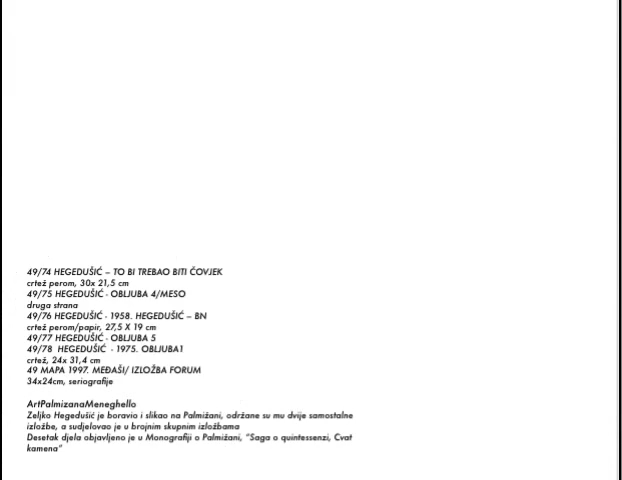 49/74 HEGEDUŠIĆ – TO BI TREBAO BITI ČOVJEK
crtež perom, 30x 21,5 cm
49/75 HEGEDUŠIĆ - OBLJUBA 4/MESO
druga strana
49/76 HEGEDUŠIĆ - 1958. HEGEDUŠIĆ – BN
crtež perom/papir, 27,5 X 19 cm
49/77 HEGEDUŠIĆ - OBLJUBA 5
49/78 HEGEDUŠIĆ - 1975. OBLJUBA1
crtež, 24x 31,4 cm
49 MAPA 1997. MEĐAŠI/ IZLOŽBA FORUM
34x24cm, seriografije
ArtPalmizanaMeneghello
Zeljko Hegedušić je boravio i slikao na Palmižani, održane su mu dvije samostalne
izložbe, a sudjelovao je u brojnim skupnim izložbama
Desetak djela objavljeno je u Monografiji o Palmižani, "Saga o quintessenzi, Cvat
kamena"